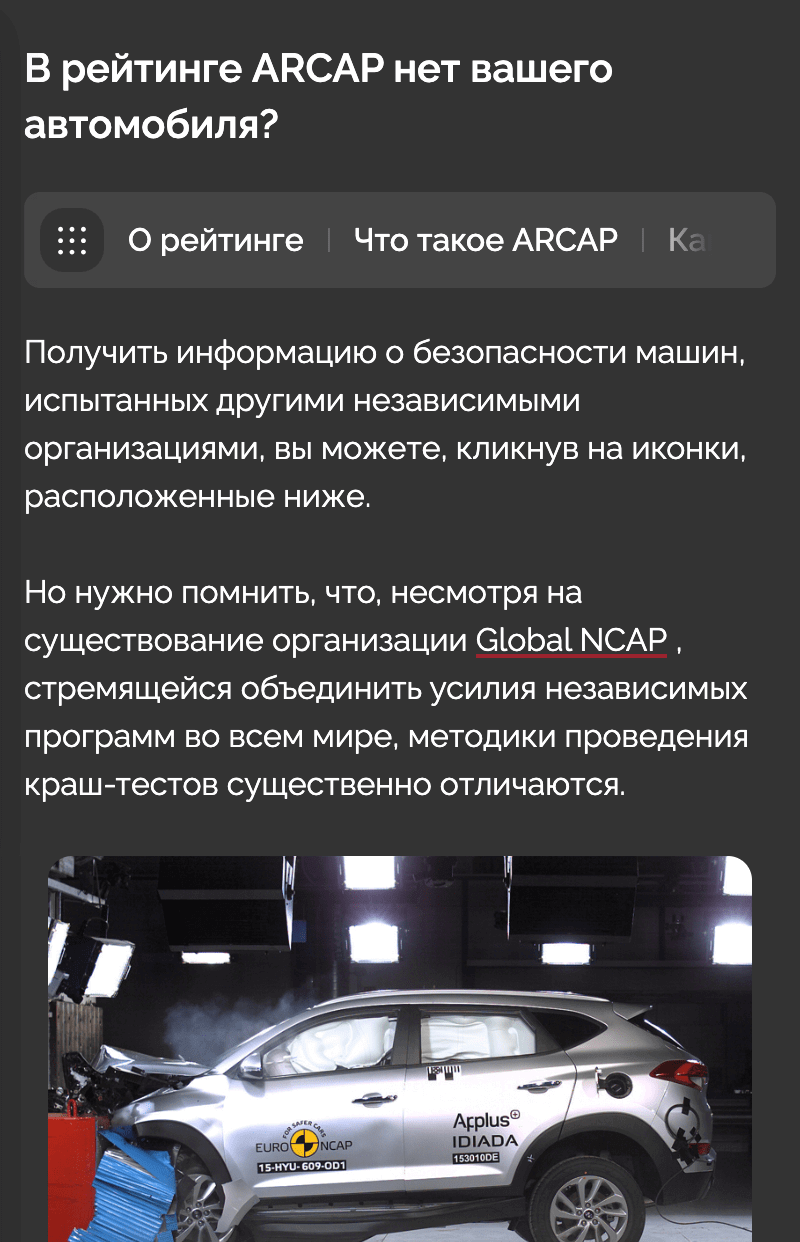 В рейтинге ARCAP нет вашего
автомобиля?
О рейтинге | Что такое ARCAP | Ка
Получить информацию о безопасности машин,
испытанных другими независимыми
организациями, вы можете, кликнув на иконки,
расположенные ниже.
Но нужно помнить, что, несмотря на
существование организации Global NCAP ,
стремящейся объединить усилия независимых
программ во всем мире, методики проведения
краш-тестов существенно отличаются.
FOR SAFER CARS
EURO NCAP
15-HYU-609-OD1
Applus+
IDIADA
153010DE